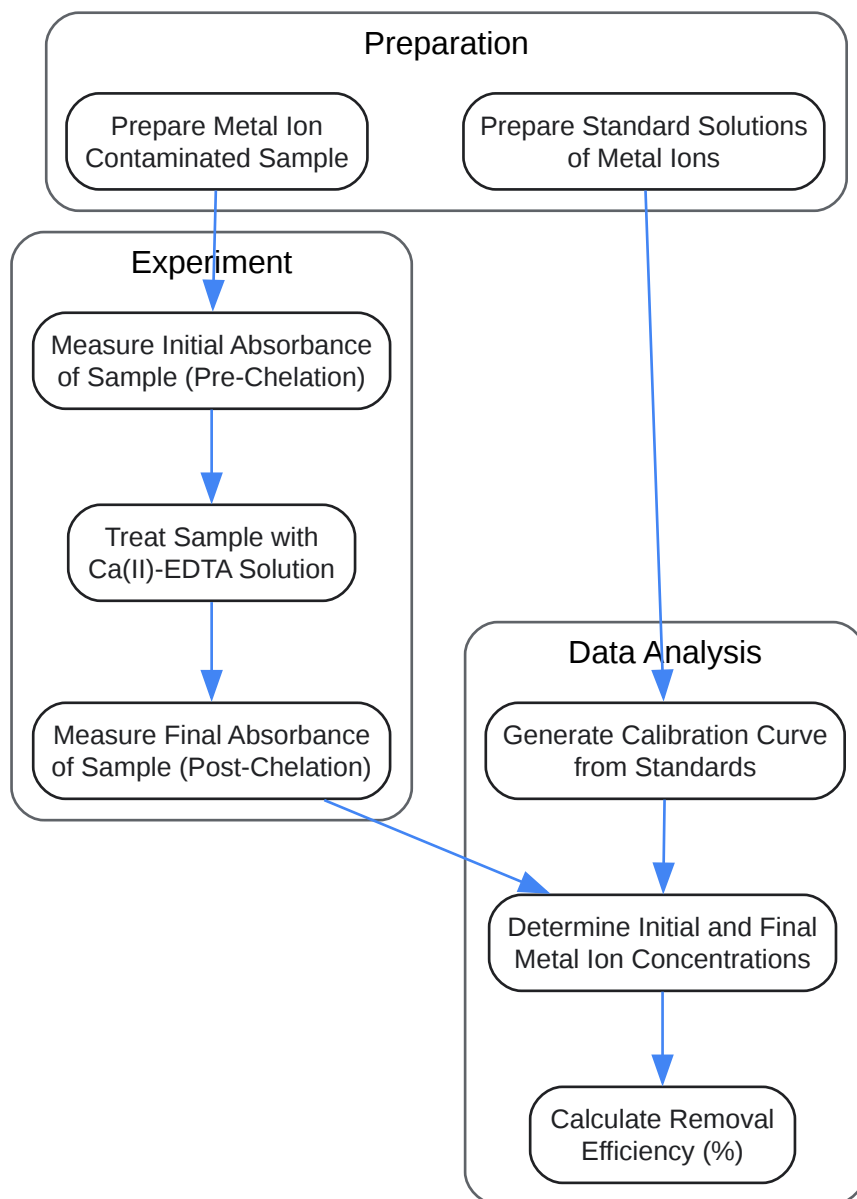 Preparation
Prepare Metal Ion
Contaminated Sample
Prepare Standard Solutions
of Metal Ions
Experiment
Measure Initial Absorbance
of Sample (Pre-Chelation)
Treat Sample with
Ca(II)-EDTA Solution
Measure Final Absorbance
of Sample (Post-Chelation)
Data Analysis
Generate Calibration Curve
from Standards
Determine Initial and Final
Metal Ion Concentrations
Calculate Removal
Efficiency (%)